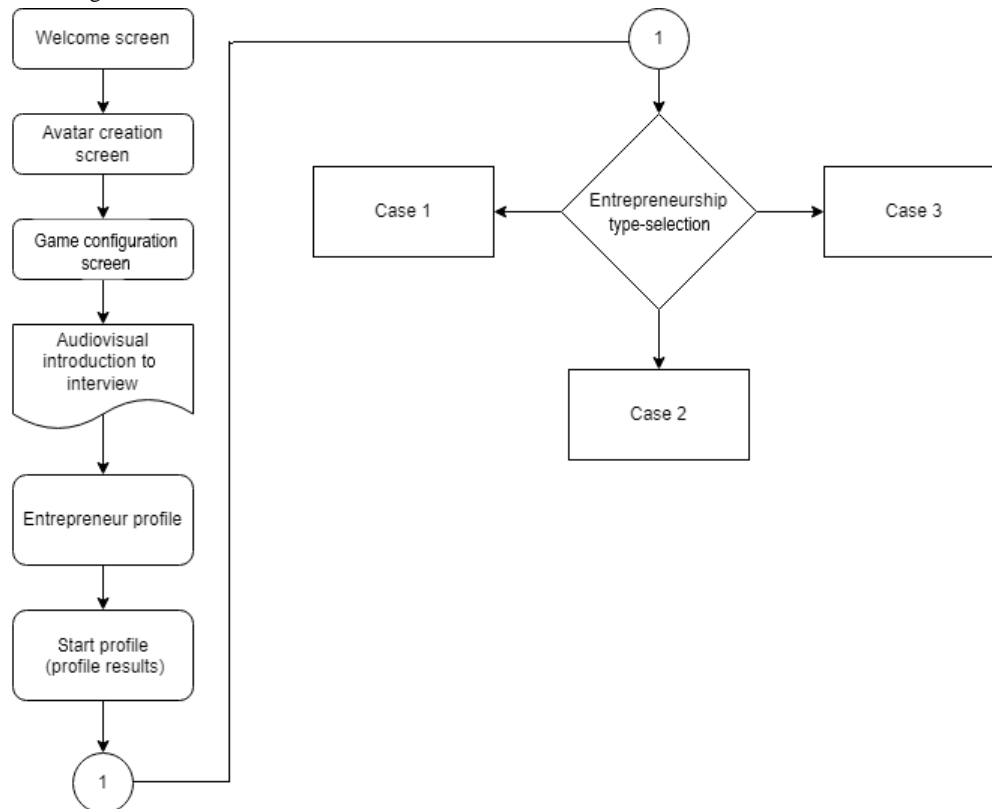 Welcome screen
Avatar creation
screen
Game configuration
screen
Audiovisual
introduction to
interview
Entrepreneur profile
Start profile
(profile results)
1
1
Entrepreneurship
type-selection
Case 1
Case 3
Case 2